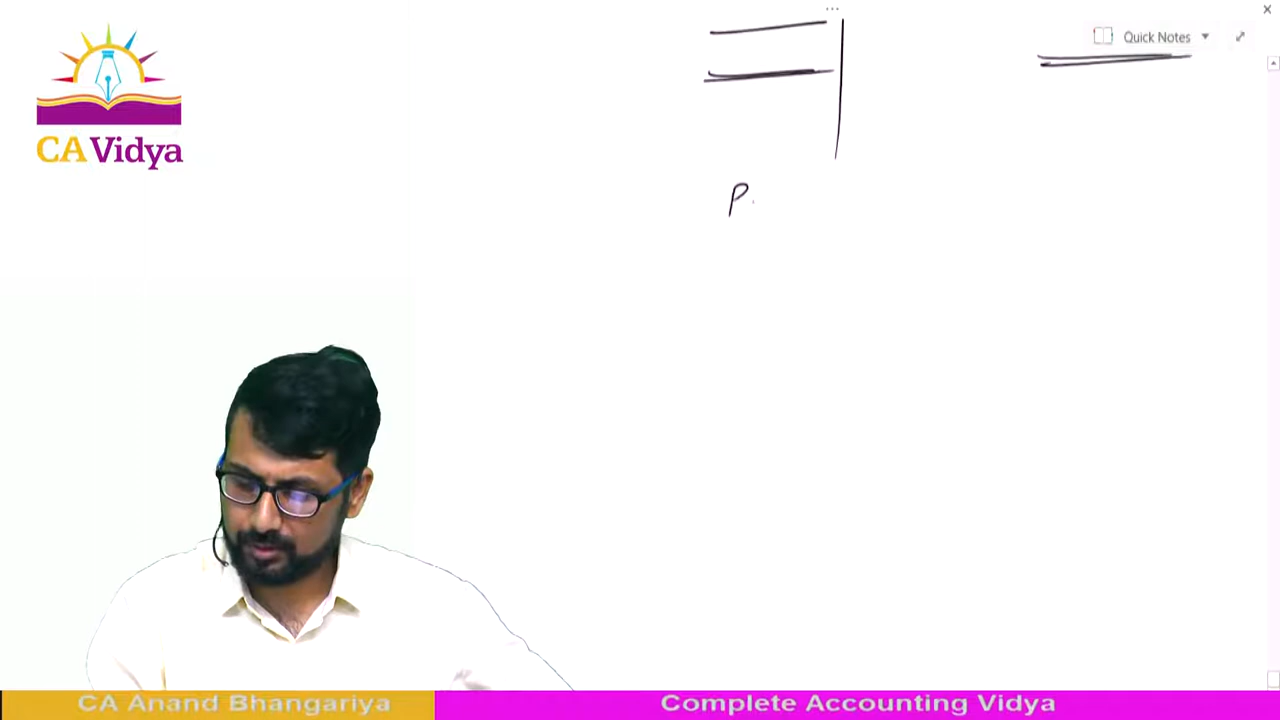 Quick Notes
CA Vidya
P.
CA Anand Bhangariya
Complete Accounting Vidya